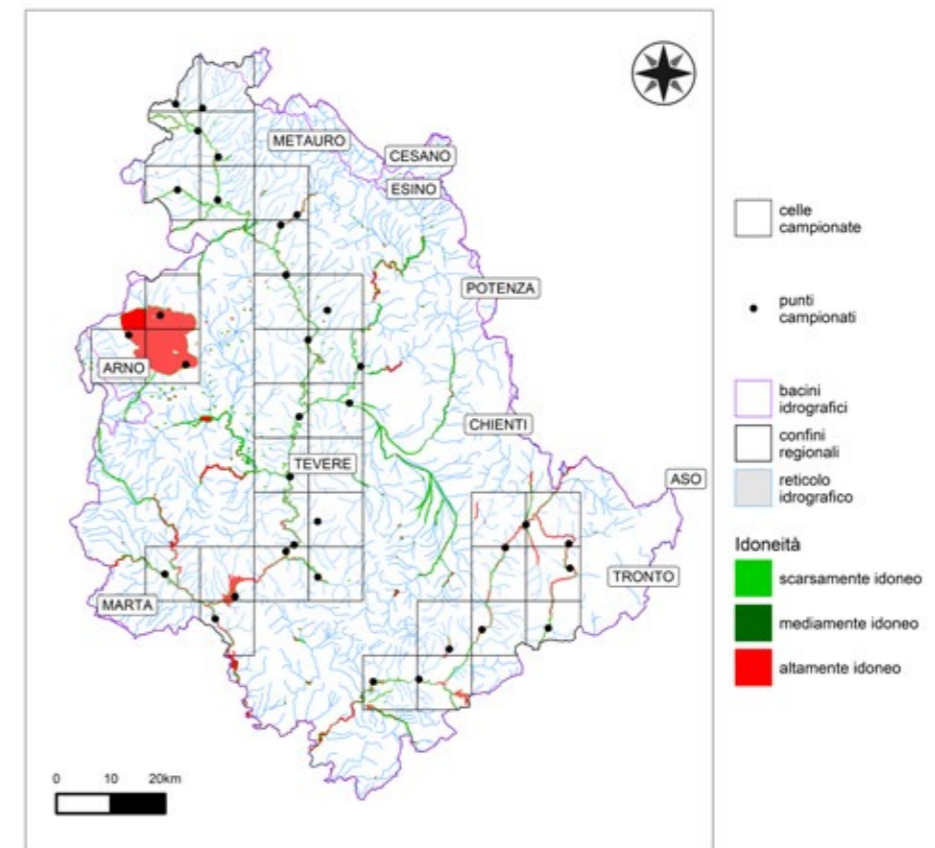 METAURO
CESANO
ESINO
POTENZA
ARNO
CHIENTI
TEVERE
ASO
TRONTO
MARTA
0 10 20km
celle
campionate
punti
campionati
bacini
idrografici
confini
regionali
reticolo
idrografico
Idoneità
scarsamente idoneo
mediamente idoneo
altamente idoneo